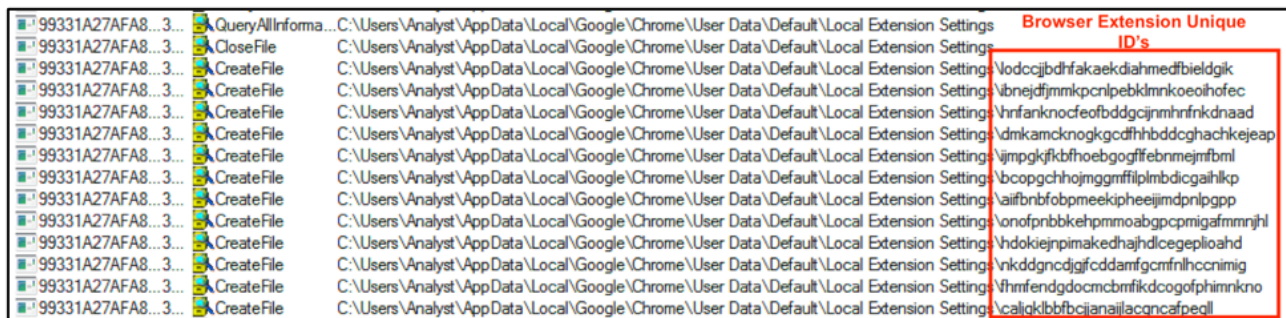 Browser Extension Unique
ID's
99331A27AFA8...3... QueryAllInforma...C:\Users\Analyst\AppData\Local\Google\Chrome\User Data\Default\Local Extension Settings
99331A27AFA8...3... CloseFile C:\Users\Analyst\AppData\Local\Google\Chrome\User Data\Default\Local Extension Settings
99331A27AFA8...3... CreateFile C:\Users\Analyst\AppData\Local\Google\Chrome\User Data\Default\Local Extension Settings\lodccjjbdhfakaekdiahmedfbieldgik
99331A27AFA8...3... CreateFile C:\Users\Analyst\AppData\Local\Google\Chrome\User Data\Default\Local Extension Settings\ibnejdfjmmkpcnlpebklmnkoeoihofec
99331A27AFA8...3... CreateFile C:\Users\Analyst\AppData\Local\Google\Chrome\User Data\Default\Local Extension Settings\hnfanknocfeofbddgcijnmhnfnkdnaad
99331A27AFA8...3... CreateFile C:\Users\Analyst\AppData\Local\Google\Chrome\User Data\Default\Local Extension Settings\dmkamcknogkgcdfhhbddcghachkejeap
99331A27AFA8...3... CreateFile C:\Users\Analyst\AppData\Local\Google\Chrome\User Data\Default\Local Extension Settings\ijmpgkjfkbfhoebgogflfebnmejmfbml
99331A27AFA8...3... CreateFile C:\Users\Analyst\AppData\Local\Google\Chrome\User Data\Default\Local Extension Settings\bcopgchhojmggmffilplmbdicgaihlkp
99331A27AFA8...3... CreateFile C:\Users\Analyst\AppData\Local\Google\Chrome\User Data\Default\Local Extension Settings\aiifbnbfobpmeekipheeijimdpnlpgpp
99331A27AFA8...3... CreateFile C:\Users\Analyst\AppData\Local\Google\Chrome\User Data\Default\Local Extension Settings\onofpnbbkehpmmoabgpcpmigafmmnjhl
99331A27AFA8...3... CreateFile C:\Users\Analyst\AppData\Local\Google\Chrome\User Data\Default\Local Extension Settings\hdokiejnpimakedhajhdlcegeplioahd
99331A27AFA8...3... CreateFile C:\Users\Analyst\AppData\Local\Google\Chrome\User Data\Default\Local Extension Settings\nkddgncdjgjfcddamfgcmfnlhccnimig
99331A27AFA8...3... CreateFile C:\Users\Analyst\AppData\Local\Google\Chrome\User Data\Default\Local Extension Settings\fhmfendgdocmcbmfikdcogofphimnkno
99331A27AFA8...3... CreateFile C:\Users\Analyst\AppData\Local\Google\Chrome\User Data\Default\Local Extension Settings\caljgklbbfbcjjanaijlacgncafpegll